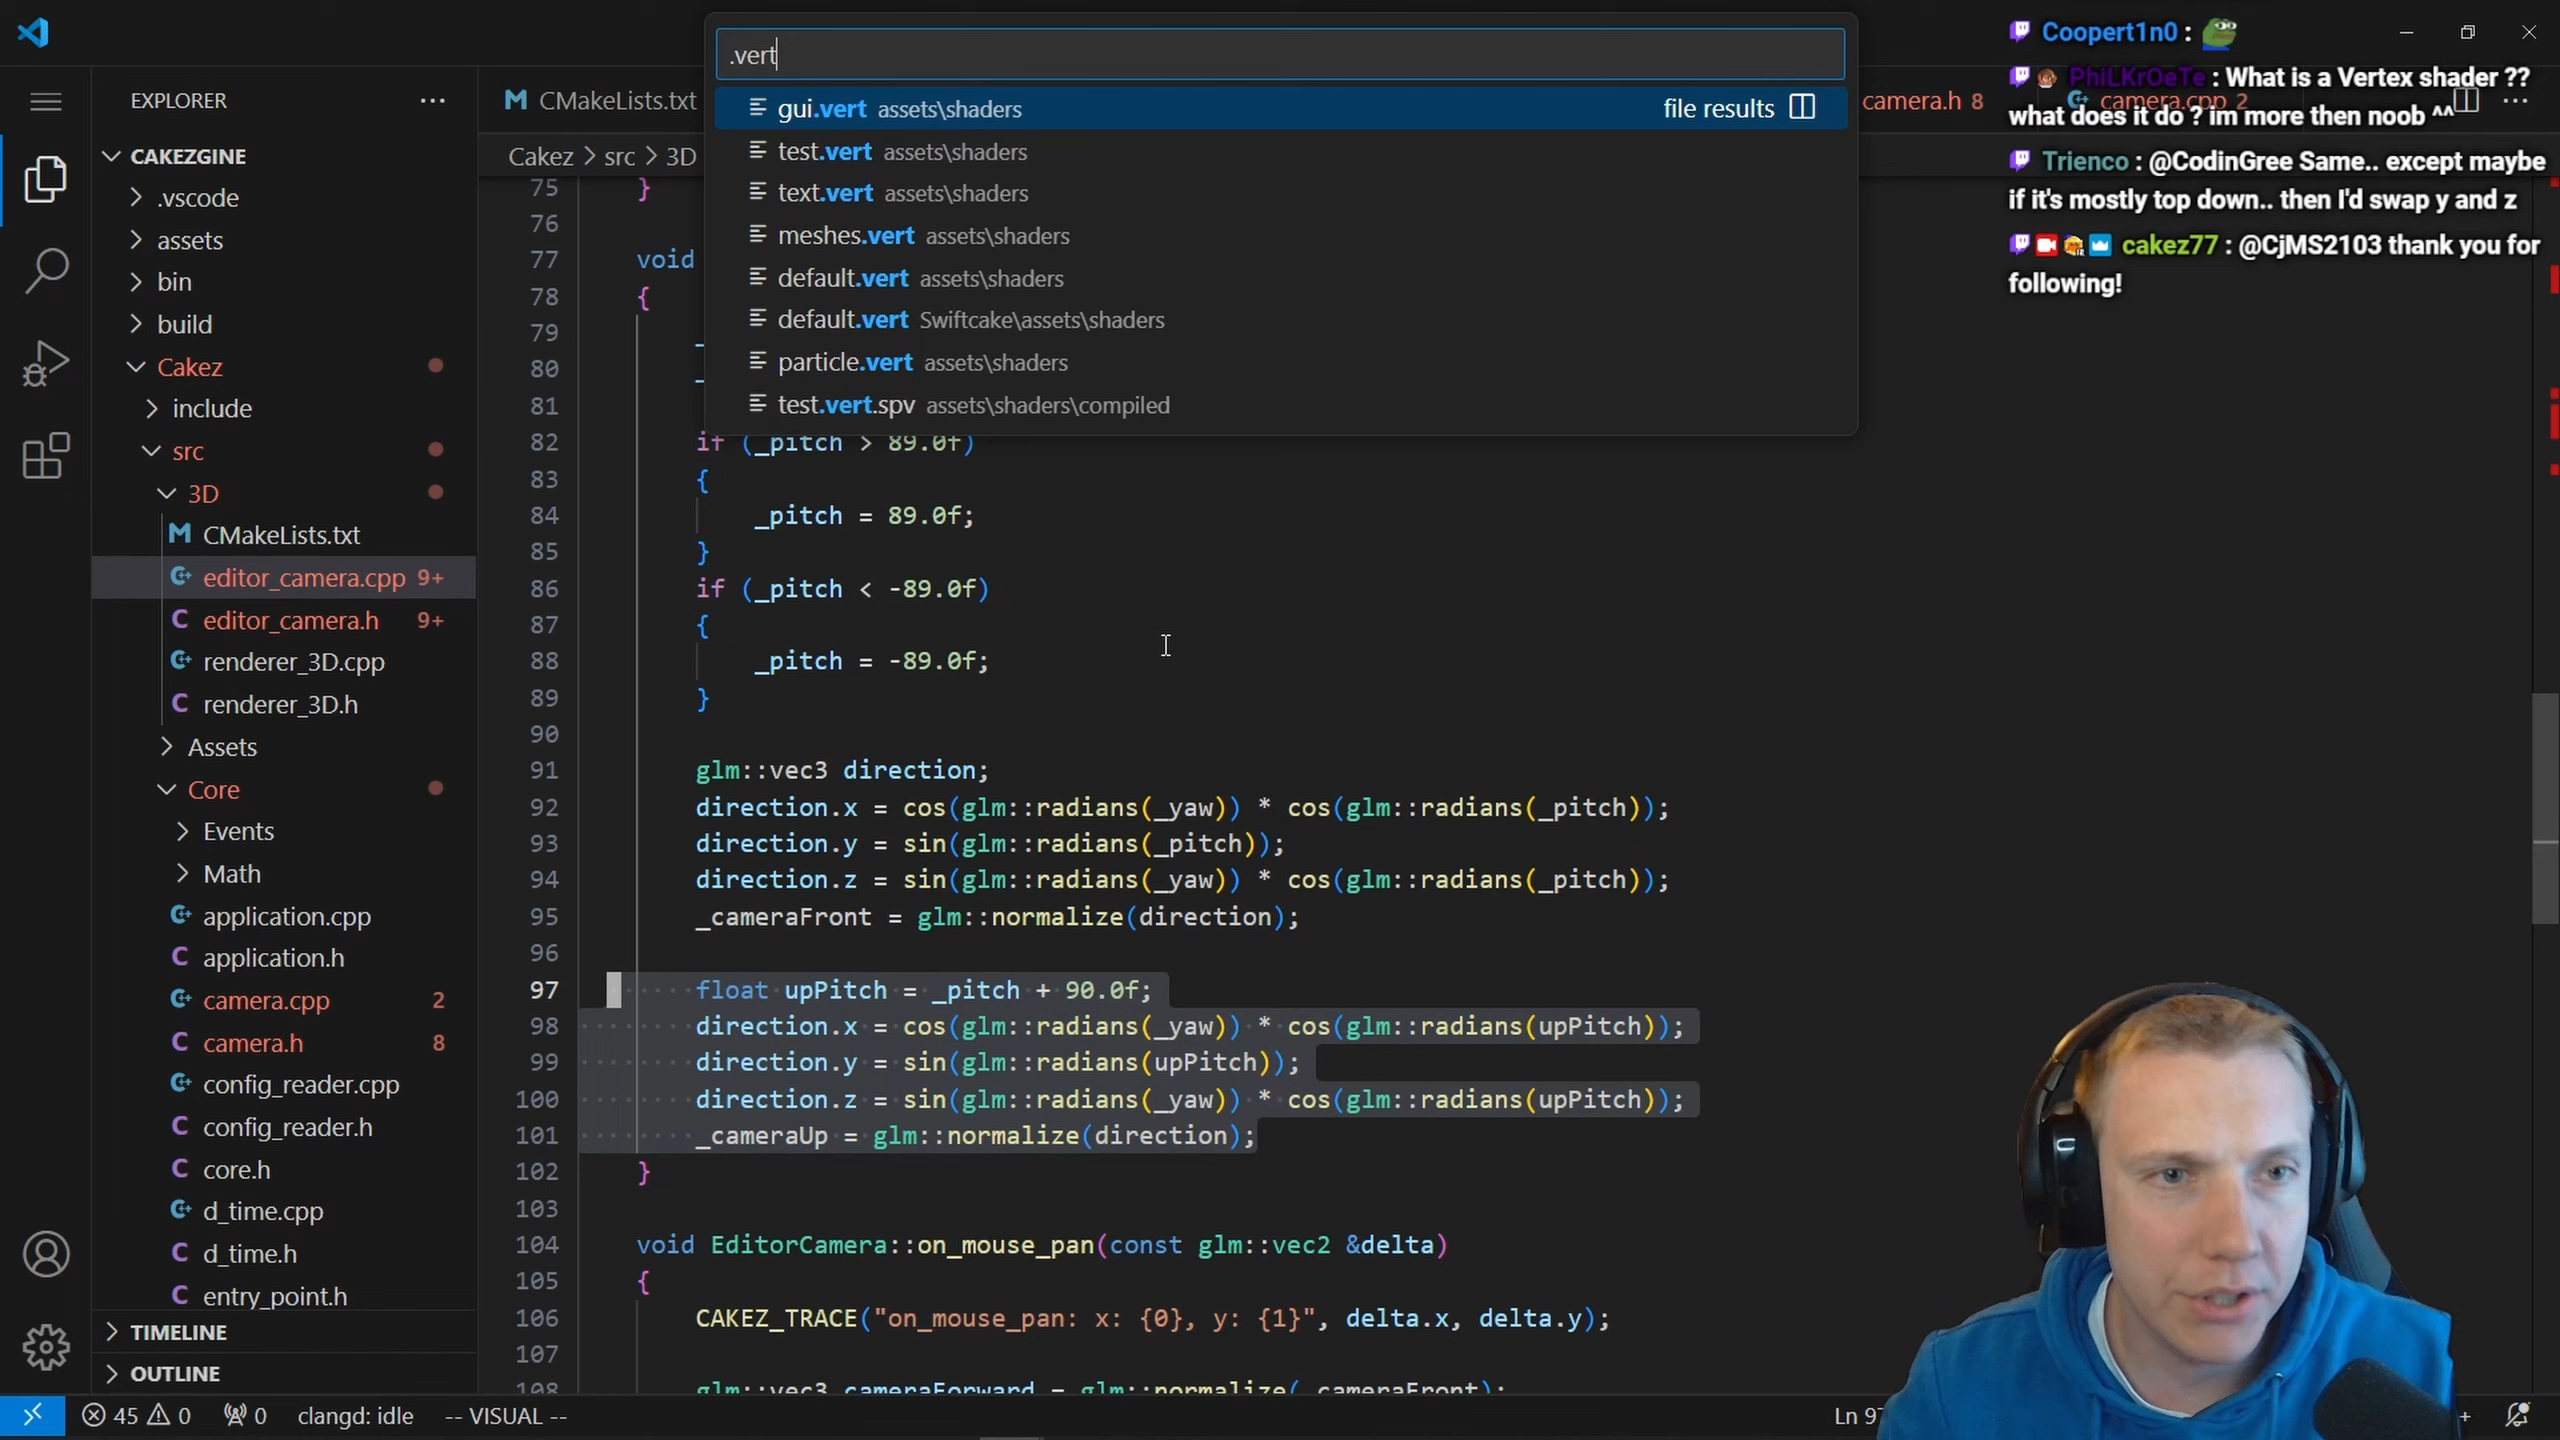 .vert
gui.vert assets\shaders file results
test.vert assets\shaders
text.vert assets\shaders
meshes.vert assets\shaders
default.vert assets\shaders
default.vert Swiftcake\assets\shaders
particle.vert assets\shaders
test.vert.spv assets\shaders\compiled
Coopert1n0 :
PhiLKrOeTe : What is a Vertex shader ??
what does it do ? im more then noob ^^
Trienco : @CodinGree Same.. except maybe
if it's mostly top down.. then I'd swap y and z
cakez77 : @CjMS2103 thank you for
following!
EXPLORER
CAKEZGINE
.vscode
assets
bin
build
Cakez
include
src
3D
CMakeLists.txt
editor_camera.cpp 9+
editor_camera.h 9+
renderer_3D.cpp
renderer_3D.h
Assets
Core
Events
Math
application.cpp
application.h
camera.cpp 2
camera.h 8
config_reader.cpp
config_reader.h
core.h
d_time.cpp
d_time.h
entry_point.h
TIMELINE
OUTLINE
CMakeLists.txt
camera.h 8
camera.cpp 2
Cakez > src > 3D
75 }
76
77 void
78 {
79
80
81
82 if (_pitch > 89.0f)
83 {
84 _pitch = 89.0f;
85 }
86 if (_pitch < -89.0f)
87 {
88 _pitch = -89.0f;
89 }
90
91 glm::vec3 direction;
92 direction.x = cos(glm::radians(_yaw)) * cos(glm::radians(_pitch));
93 direction.y = sin(glm::radians(_pitch));
94 direction.z = sin(glm::radians(_yaw)) * cos(glm::radians(_pitch));
95 _cameraFront = glm::normalize(direction);
96
97 float upPitch = _pitch + 90.0f;
98 direction.x = cos(glm::radians(_yaw)) * cos(glm::radians(upPitch));
99 direction.y = sin(glm::radians(upPitch));
100 direction.z = sin(glm::radians(_yaw)) * cos(glm::radians(upPitch));
101 _cameraUp = glm::normalize(direction);
102 }
103
104 void EditorCamera::on_mouse_pan(const glm::vec2 &delta)
105 {
106 CAKEZ_TRACE("on_mouse_pan: x: {0}, y: {1}", delta.x, delta.y);
107
108 glm::vec3 cameraForward = glm::normalize(_cameraFront);
45 0 0 clangd: idle -- VISUAL -- Ln 97